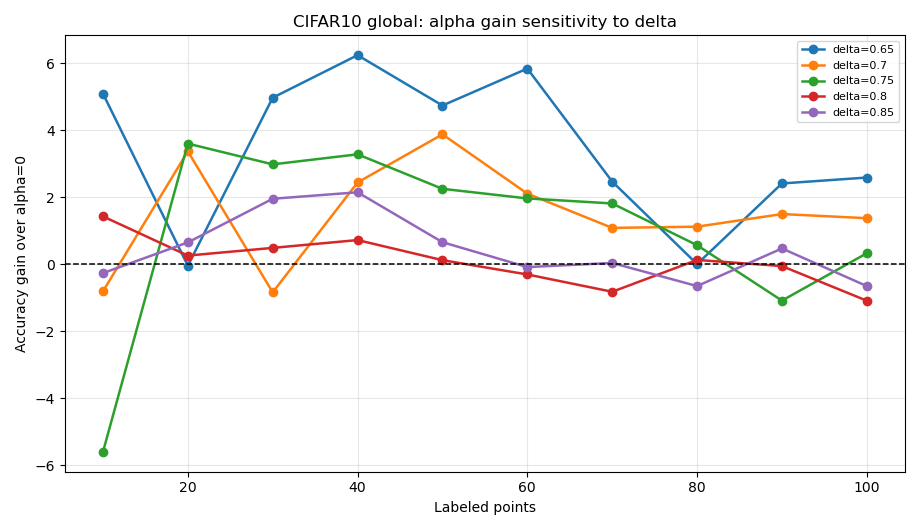 CIFAR10 global: alpha gain sensitivity to delta
Accuracy gain over alpha=0
6
4
2
0
−2
−4
−6
delta=0.65
delta=0.7
delta=0.75
delta=0.8
delta=0.85
20
40
60
80
100
Labeled points